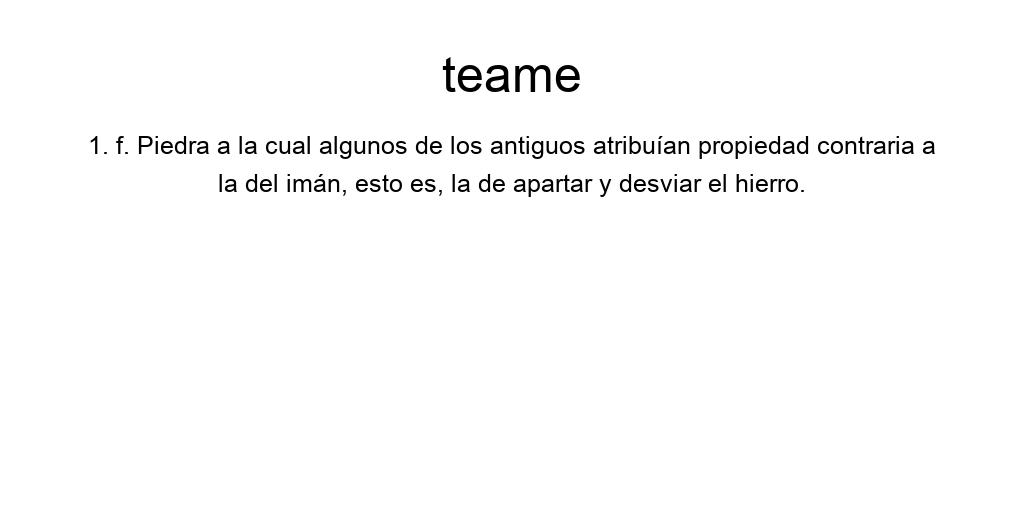 teame
1. f. Piedra a la cual algunos de los antiguos atribuían propiedad contraria a
la del imán, esto es, la de apartar y desviar el hierro.